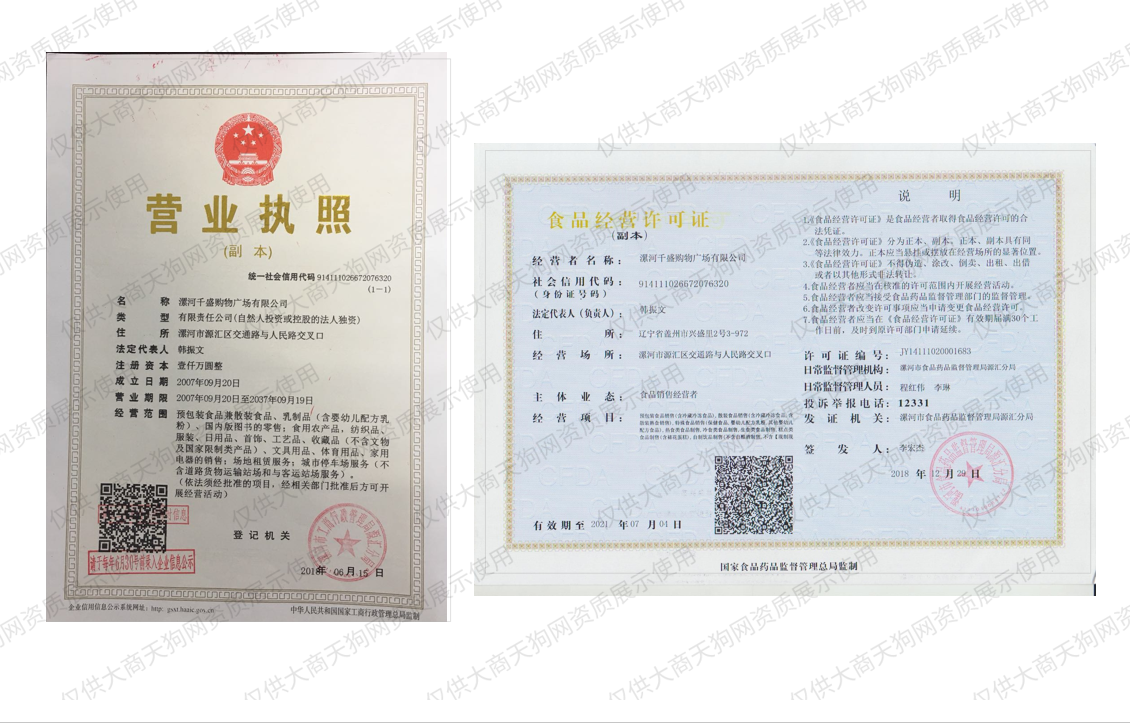 营业执照
(副 本)
统一社会信用代码 914111026672076320
(1-1)
名 称 漯河千盛购物广场有限公司
类 型 有限责任公司(自然人投资或控股的法人独资)
住 所 漯河市源汇区交通路与人民路交叉口
法定代表人 韩振文
注册资本 壹仟万圆整
成立日期 2007年09月20日
营业期限 2007年09月20日至2037年09月19日
经营范围 预包装食品兼散装食品、乳制品（含婴幼儿配方乳
粉）、国内版图书的零售；食用农产品、纺织品、
服装、日用品、首饰、工艺品、收藏品（不含文物
及国家限制类产品）、文具用品、体育用品、家用
电器的销售；场地租赁服务；城市停车场服务（不
含道路货物运输站场和与客运站场服务）。
（依法须经批准的项目，经相关部门批准后方可开
展经营活动）
登记机关
2018年 06月15日
请于每年6月30号前录入企业信息公示
企业信用信息公示系统网址：http: gsxt.haaic.gov.cn
中华人民共和国国家工商行政管理总局监制
食品经营许可证
(副本)
经营者名称： 漯河千盛购物广场有限公司
社会信用代码： 914111026672076320
(身份证号码)
法定代表人（负责人）： 韩振文
住 所： 辽宁省盖州市兴盛里2号3-972
经营场所： 漯河市源汇区交通路与人民路交叉口
主体业态： 食品销售经营者
经营项目：
有效期至 2021 年 07 月 04 日
说 明
1.《食品经营许可证》是食品经营者取得食品经营许可的合
法凭证。
2.《食品经营许可证》分为正本、副本。正本、副本具有同
等法律效力。正本应当悬挂或摆放在经营场所的显著位置。
3.《食品经营许可证》不得伪造、涂改、倒卖、出租、出借
或者以其他形式非法转让。
4.食品经营者应当在核准的许可范围内开展经营活动。
5.食品经营者应当接受食品药品监督管理部门的监督管理。
6.食品经营者改变许可事项应当申请变更食品经营许可。
7.食品经营者应当在《食品经营许可证》有效期届满30个工
作日前，及时到原许可部门申请延续。
许可证编号： JY14111020001683
日常监督管理机构： 漯河市食品药品监督管理局源汇分局
日常监督管理人员： 程红伟 李琳
投诉举报电话： 12331
发证机关： 漯河市食品药品监督管理局源汇分局
签发人： 李宏杰
2018 年 12 月 29 日
国家食品药品监督管理总局监制
仅供大商天狗网资质展示使用